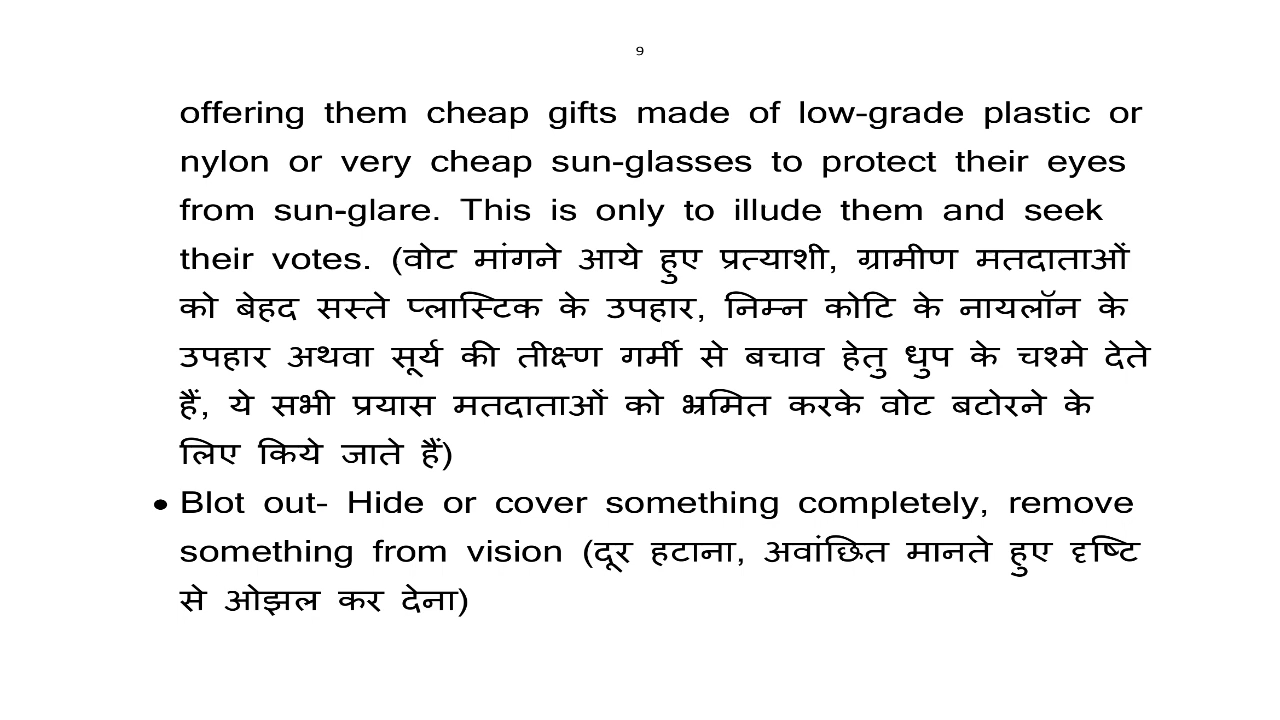 9
offering them cheap gifts made of low-grade plastic or
nylon or very cheap sun-glasses to protect their eyes
from sun-glare. This is only to illude them and seek
their votes. (वोट मांगने आये हुए प्रत्याशी, ग्रामीण मतदाताओं
को बेहद सस्ते प्लास्टिक के उपहार, निम्न कोटि के नायलॉन के
उपहार अथवा सूर्य की तीक्ष्ण गर्मी से बचाव हेतु धुप के चश्मे देते
हैं, ये सभी प्रयास मतदाताओं को भ्रमित करके वोट बटोरने के
लिए किये जाते हैं)
• Blot out- Hide or cover something completely, remove
something from vision (दूर हटाना, अवांछित मानते हुए दृष्टि
से ओझल कर देना)